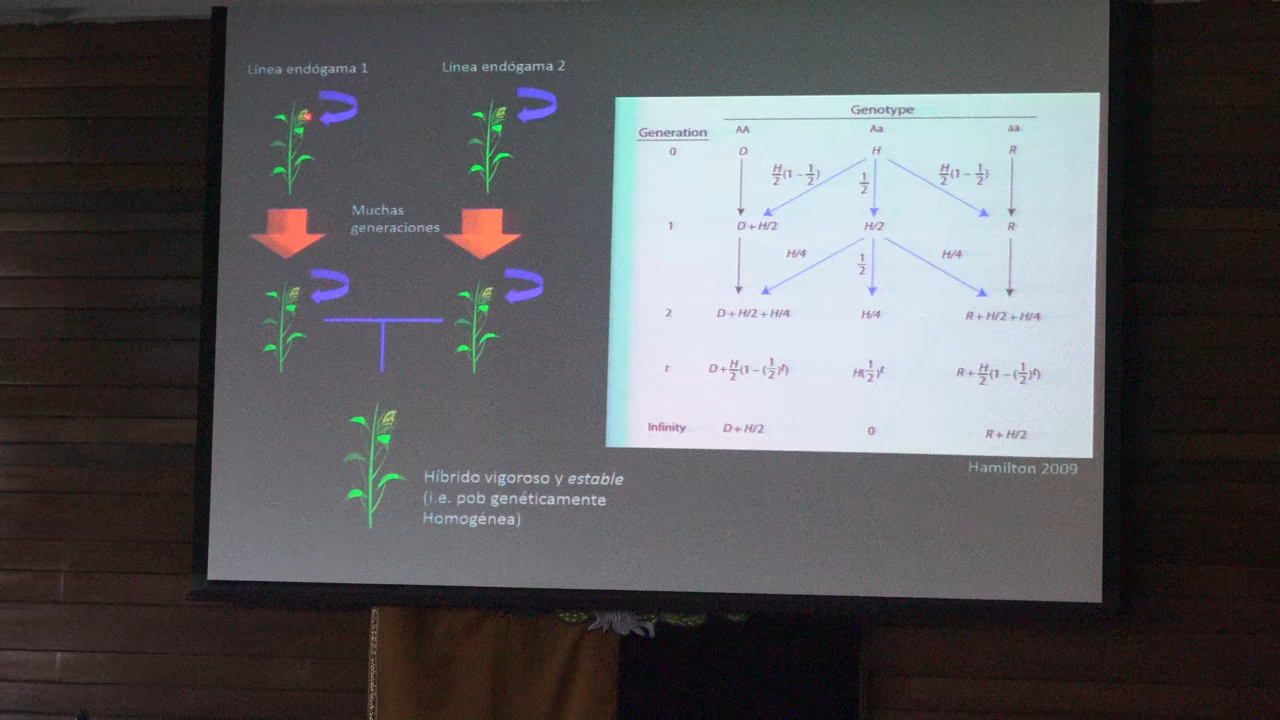 Línea endógama 1
Línea endógama 2
Muchas
generaciones
Híbrido vigoroso y estable
(i.e. pob genéticamente
Homogénea)
Genotype
Generation AA Aa aa
0 D H R
H/2(1 − 1/2) 1/2 H/2(1 − 1/2)
1 D + H/2 H/2 R
H/4 1/2 H/4
2 D + H/2 + H/4 H/4 R + H/2 + H/4
t D + H/2(1 − (1/2)^t) H(1/2)^t R + H/2(1 − (1/2)^t)
Infinity D + H/2 0 R + H/2
Hamilton 2009